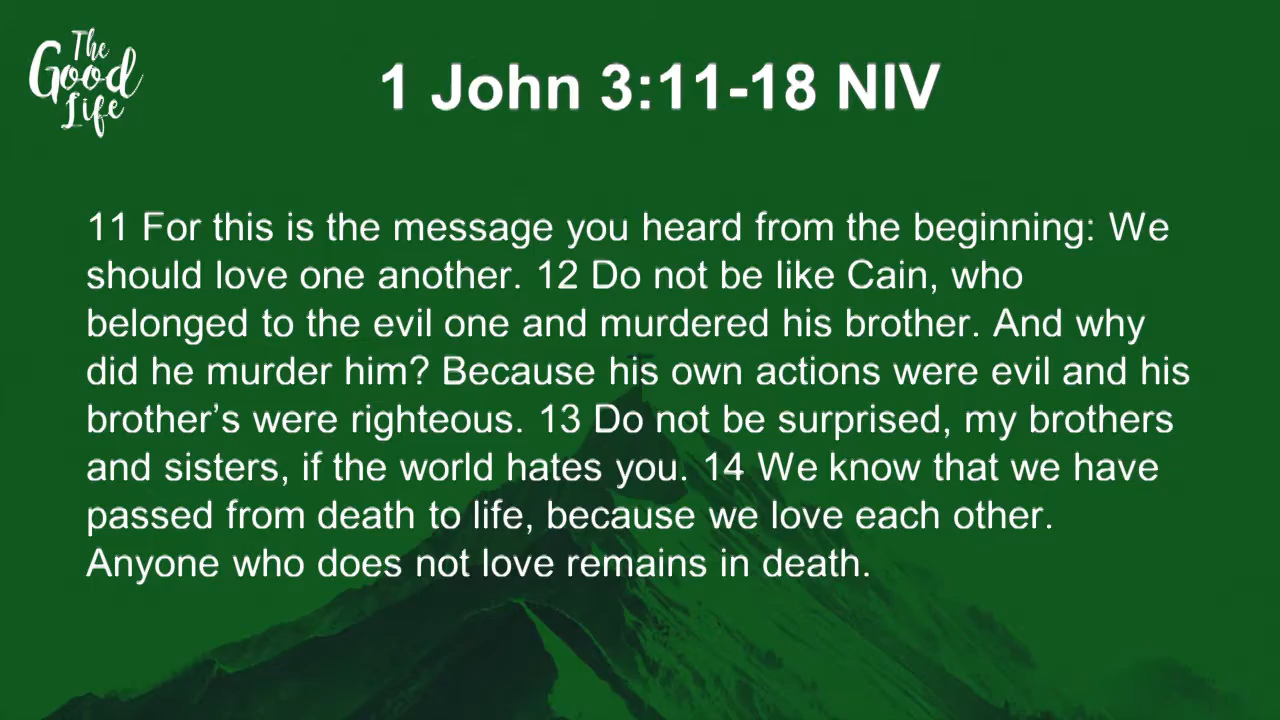 The
Good
Life
1 John 3:11-18 NIV
11 For this is the message you heard from the beginning: We
should love one another. 12 Do not be like Cain, who
belonged to the evil one and murdered his brother. And why
did he murder him? Because his own actions were evil and his
brother’s were righteous. 13 Do not be surprised, my brothers
and sisters, if the world hates you. 14 We know that we have
passed from death to life, because we love each other.
Anyone who does not love remains in death.